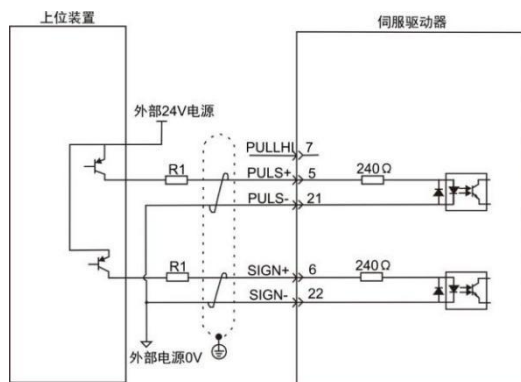 上位装置
伺服驱动器
外部24V电源
PULLHI 7
R1 PULS+ 5 240Ω
PULS- 21
R1 SIGN+ 6 240Ω
SIGN- 22
外部电源0V